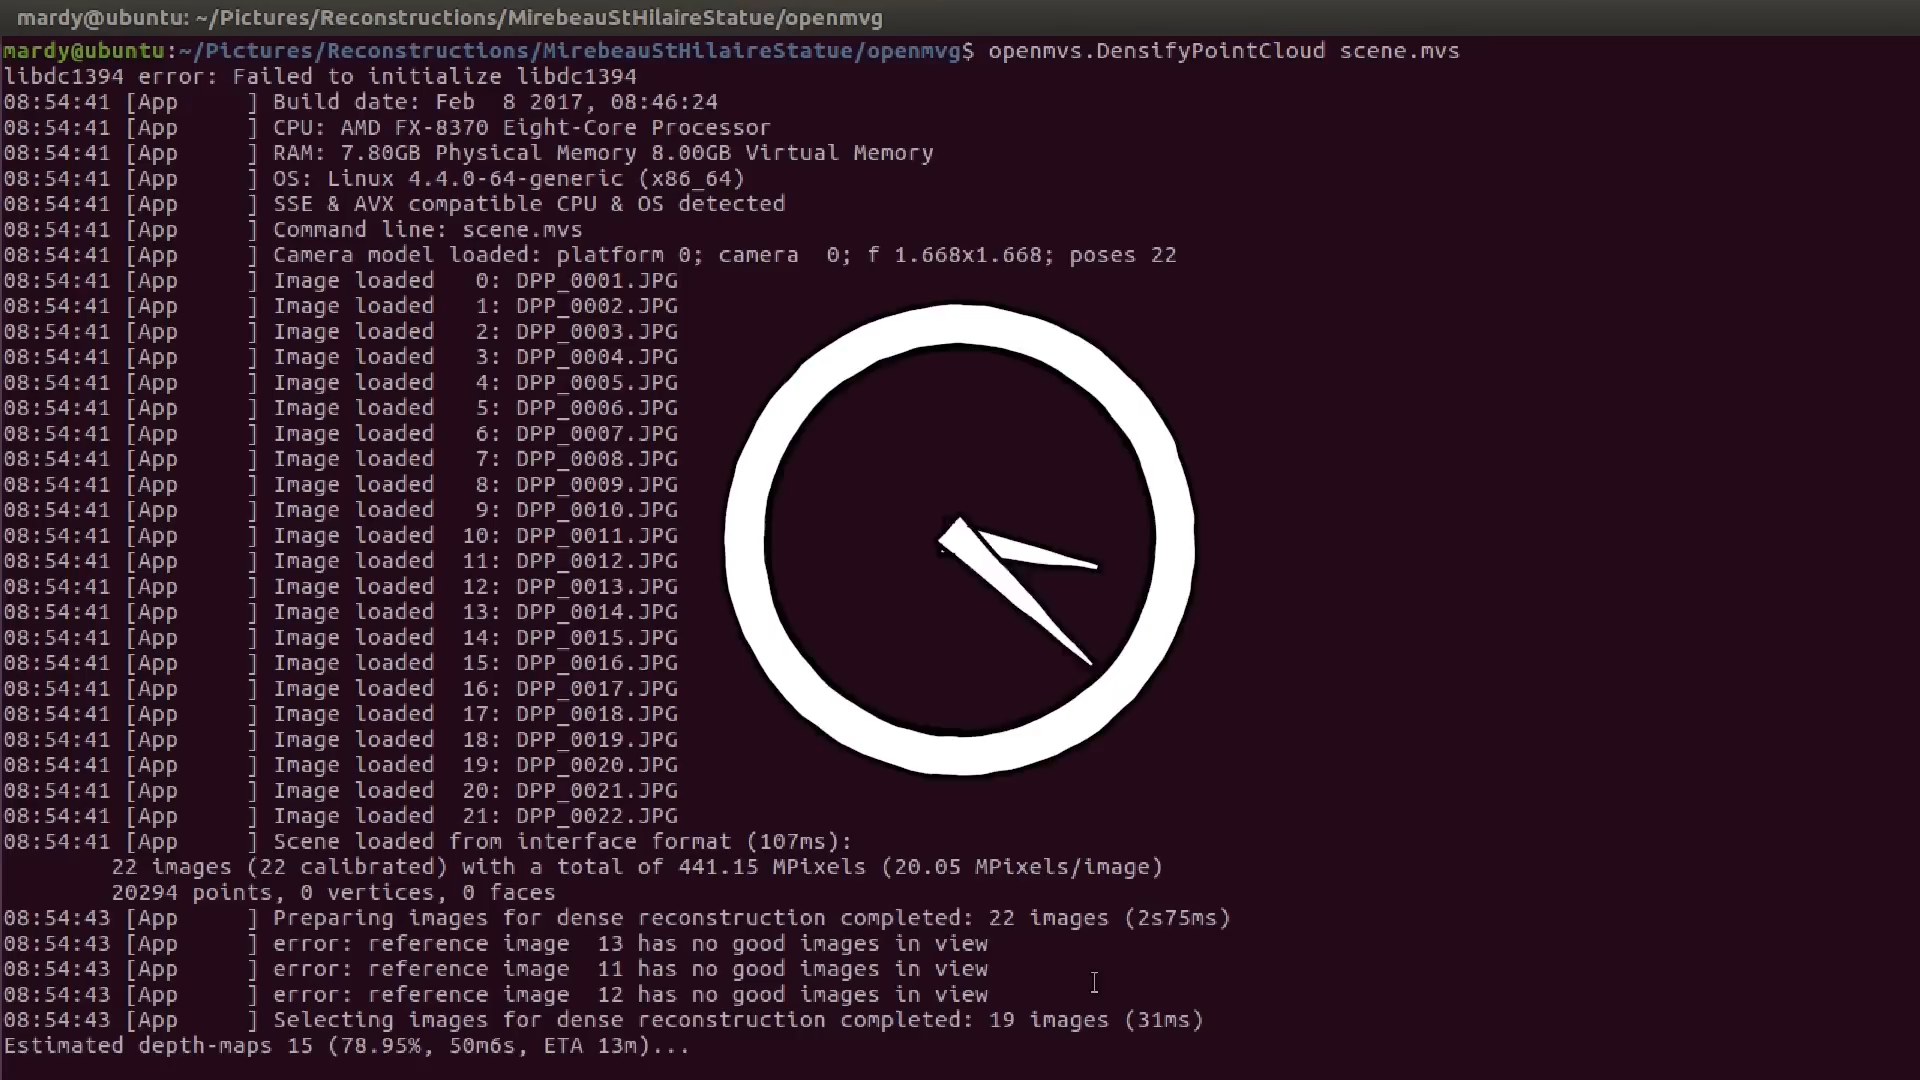 mardy@ubuntu: ~/Pictures/Reconstructions/MirebeauStHilaireStatue/openmvg
mardy@ubuntu:~/Pictures/Reconstructions/MirebeauStHilaireStatue/openmvg$ openmvs.DensifyPointCloud scene.mvs
libdc1394 error: Failed to initialize libdc1394
08:54:41 [App     ] Build date: Feb  8 2017, 08:46:24
08:54:41 [App     ] CPU: AMD FX-8370 Eight-Core Processor
08:54:41 [App     ] RAM: 7.80GB Physical Memory 8.00GB Virtual Memory
08:54:41 [App     ] OS: Linux 4.4.0-64-generic (x86_64)
08:54:41 [App     ] SSE & AVX compatible CPU & OS detected
08:54:41 [App     ] Command line: scene.mvs
08:54:41 [App     ] Camera model loaded: platform 0; camera  0; f 1.668x1.668; poses 22
08:54:41 [App     ] Image loaded   0: DPP_0001.JPG
08:54:41 [App     ] Image loaded   1: DPP_0002.JPG
08:54:41 [App     ] Image loaded   2: DPP_0003.JPG
08:54:41 [App     ] Image loaded   3: DPP_0004.JPG
08:54:41 [App     ] Image loaded   4: DPP_0005.JPG
08:54:41 [App     ] Image loaded   5: DPP_0006.JPG
08:54:41 [App     ] Image loaded   6: DPP_0007.JPG
08:54:41 [App     ] Image loaded   7: DPP_0008.JPG
08:54:41 [App     ] Image loaded   8: DPP_0009.JPG
08:54:41 [App     ] Image loaded   9: DPP_0010.JPG
08:54:41 [App     ] Image loaded  10: DPP_0011.JPG
08:54:41 [App     ] Image loaded  11: DPP_0012.JPG
08:54:41 [App     ] Image loaded  12: DPP_0013.JPG
08:54:41 [App     ] Image loaded  13: DPP_0014.JPG
08:54:41 [App     ] Image loaded  14: DPP_0015.JPG
08:54:41 [App     ] Image loaded  15: DPP_0016.JPG
08:54:41 [App     ] Image loaded  16: DPP_0017.JPG
08:54:41 [App     ] Image loaded  17: DPP_0018.JPG
08:54:41 [App     ] Image loaded  18: DPP_0019.JPG
08:54:41 [App     ] Image loaded  19: DPP_0020.JPG
08:54:41 [App     ] Image loaded  20: DPP_0021.JPG
08:54:41 [App     ] Image loaded  21: DPP_0022.JPG
08:54:41 [App     ] Scene loaded from interface format (107ms):
22 images (22 calibrated) with a total of 441.15 MPixels (20.05 MPixels/image)
20294 points, 0 vertices, 0 faces
08:54:43 [App     ] Preparing images for dense reconstruction completed: 22 images (2s75ms)
08:54:43 [App     ] error: reference image  13 has no good images in view
08:54:43 [App     ] error: reference image  11 has no good images in view
08:54:43 [App     ] error: reference image  12 has no good images in view
08:54:43 [App     ] Selecting images for dense reconstruction completed: 19 images (31ms)
Estimated depth-maps 15 (78.95%, 50m6s, ETA 13m)...